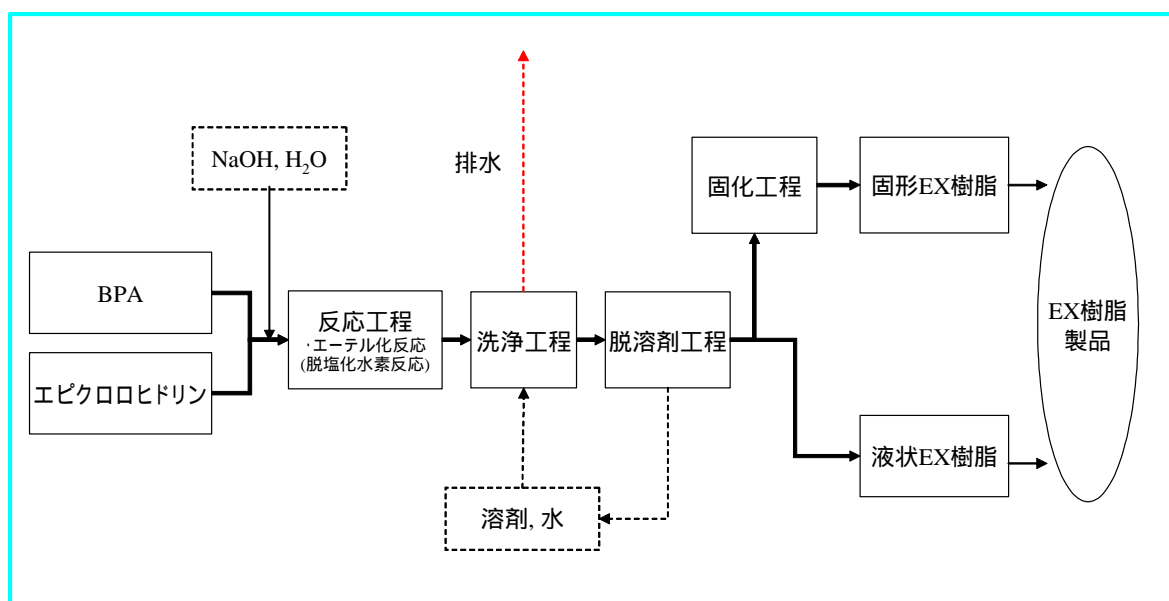 NaOH, H₂O
排水
固化工程
固形EX樹脂
BPA
反応工程
・エーテル化反応
(脱塩化水素反応)
洗浄工程
脱溶剤工程
EX樹脂
製品
エピクロロヒドリン
液状EX樹脂
溶剤, 水